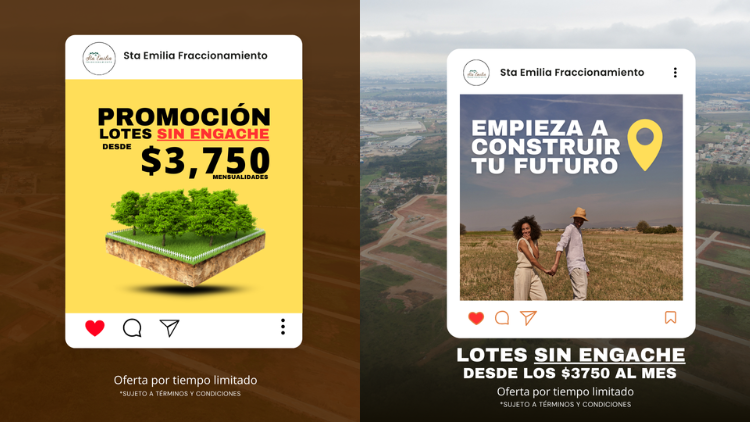 Sta Emilia Fraccionamiento
PROMOCIÓN
LOTES SIN ENGACHE
DESDE
$3,750
MENSUALIDADES
Oferta por tiempo limitado
*SUJETO A TÉRMINOS Y CONDICIONES
Sta Emilia Fraccionamiento
EMPIEZA A
CONSTRUIR
TU FUTURO
LOTES SIN ENGACHE
DESDE LOS $3750 AL MES
Oferta por tiempo limitado
*SUJETO A TÉRMINOS Y CONDICIONES